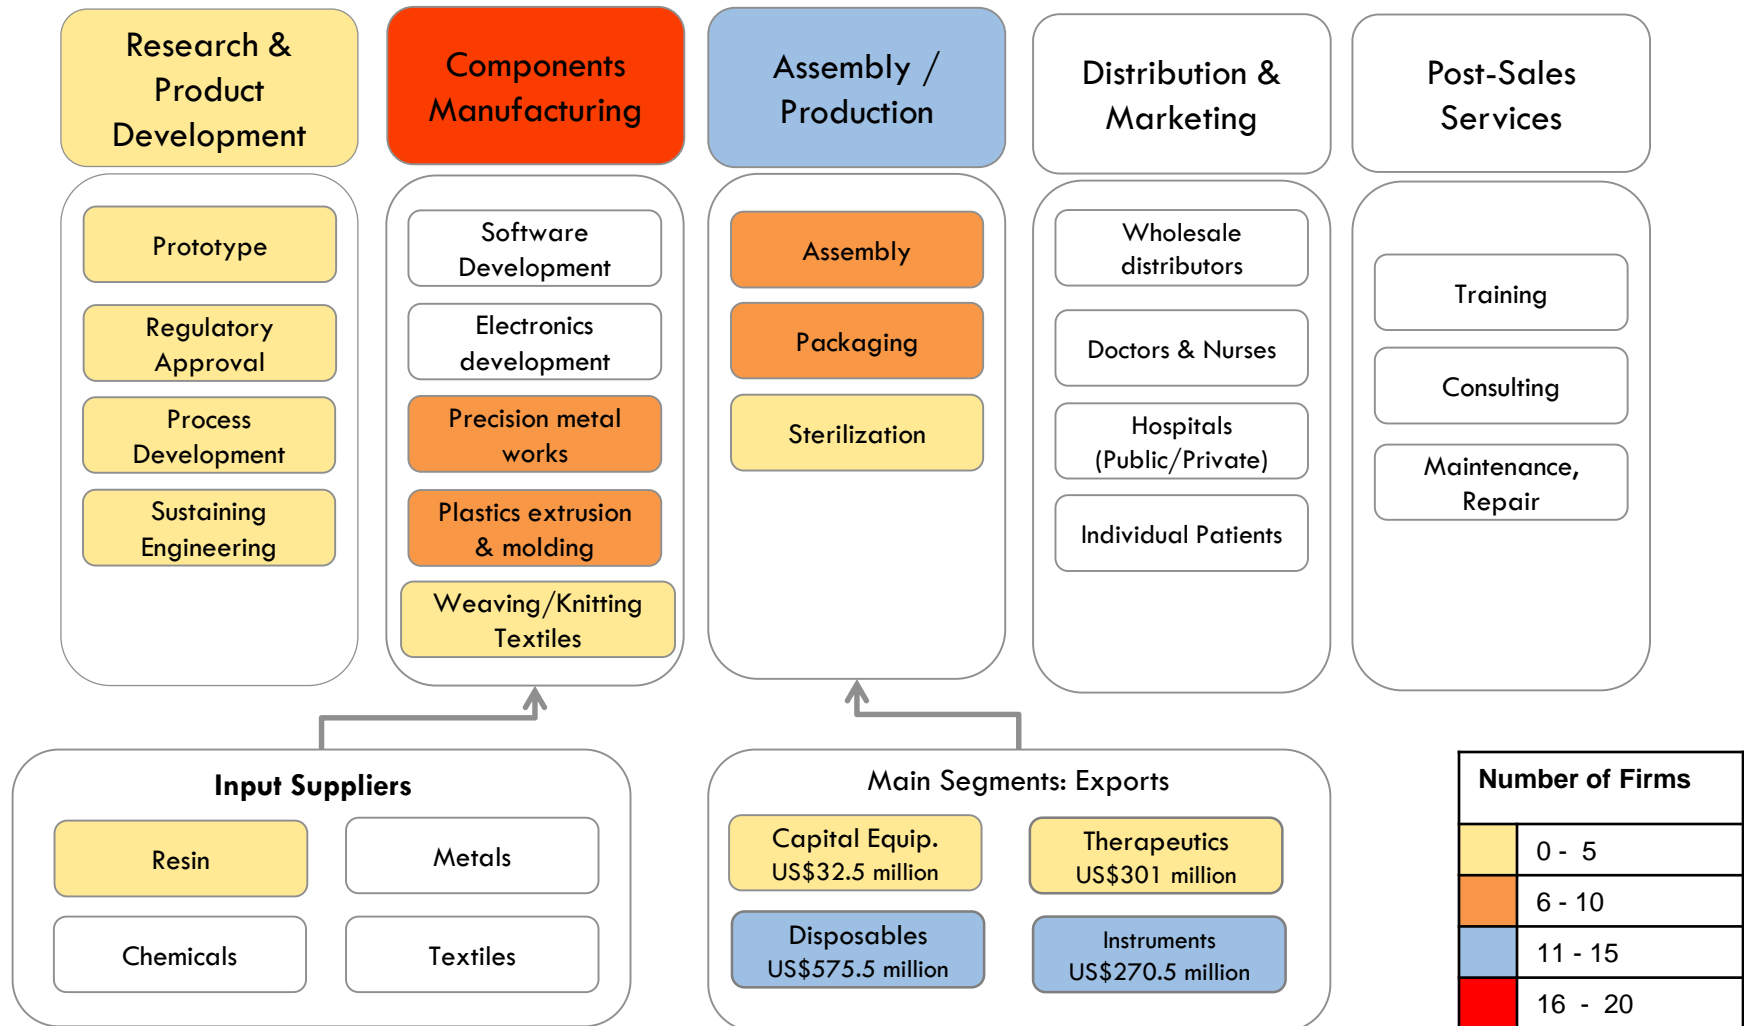 Research &
Product
Development
Components
Manufacturing
Assembly /
Production
Distribution &
Marketing
Post-Sales
Services
Prototype
Regulatory
Approval
Process
Development
Sustaining
Engineering
Software
Development
Electronics
development
Precision metal
works
Plastics extrusion
& molding
Weaving/Knitting
Textiles
Assembly
Packaging
Sterilization
Wholesale
distributors
Doctors & Nurses
Hospitals
(Public/Private)
Individual Patients
Training
Consulting
Maintenance,
Repair
Input Suppliers
Resin
Metals
Chemicals
Textiles
Main Segments: Exports
Capital Equip.
US$32.5 million
Therapeutics
US$301 million
Disposables
US$575.5 million
Instruments
US$270.5 million
Number of Firms
0 - 5
6 - 10
11 - 15
16 - 20